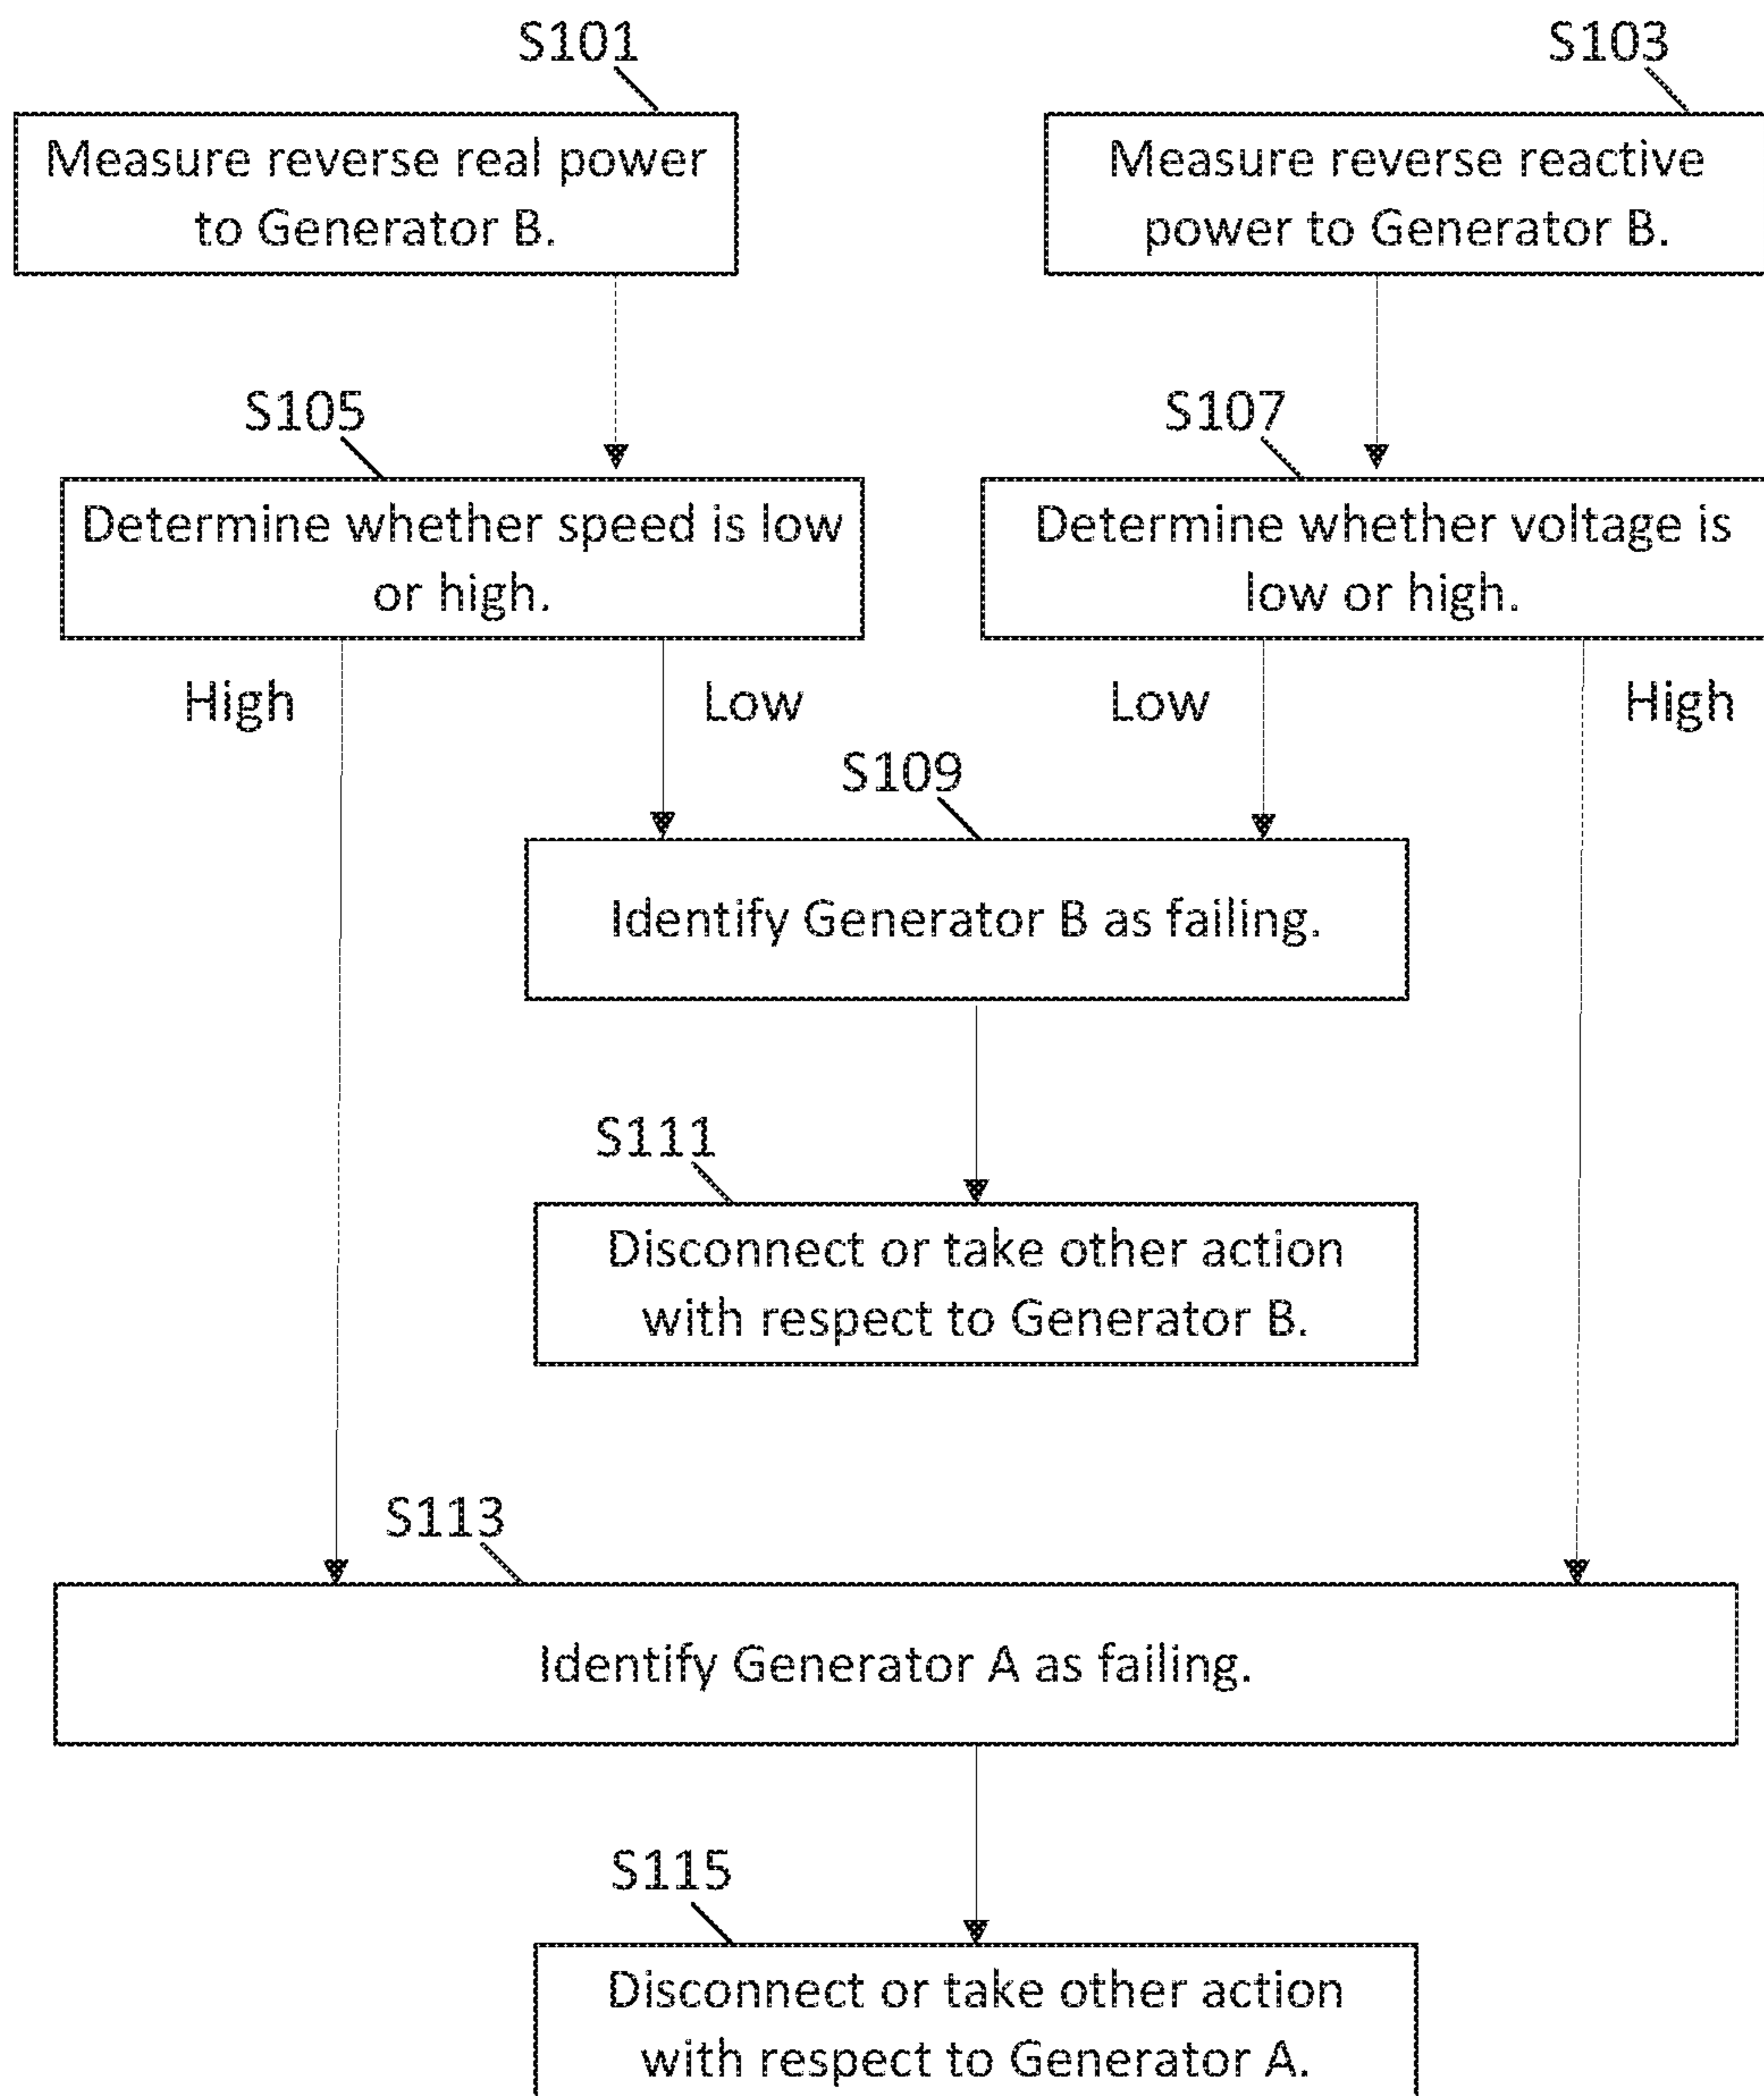 S101
S103
Measure reverse real power
to Generator B.
Measure reverse reactive
power to Generator B.
S105
S107
Determine whether speed is low
or high.
Determine whether voltage is
low or high.
High
Low
Low
High
S109
Identify Generator B as failing.
S111
Disconnect or take other action
with respect to Generator B.
S113
Identify Generator A as failing.
S115
Disconnect or take other action
with respect to Generator A.